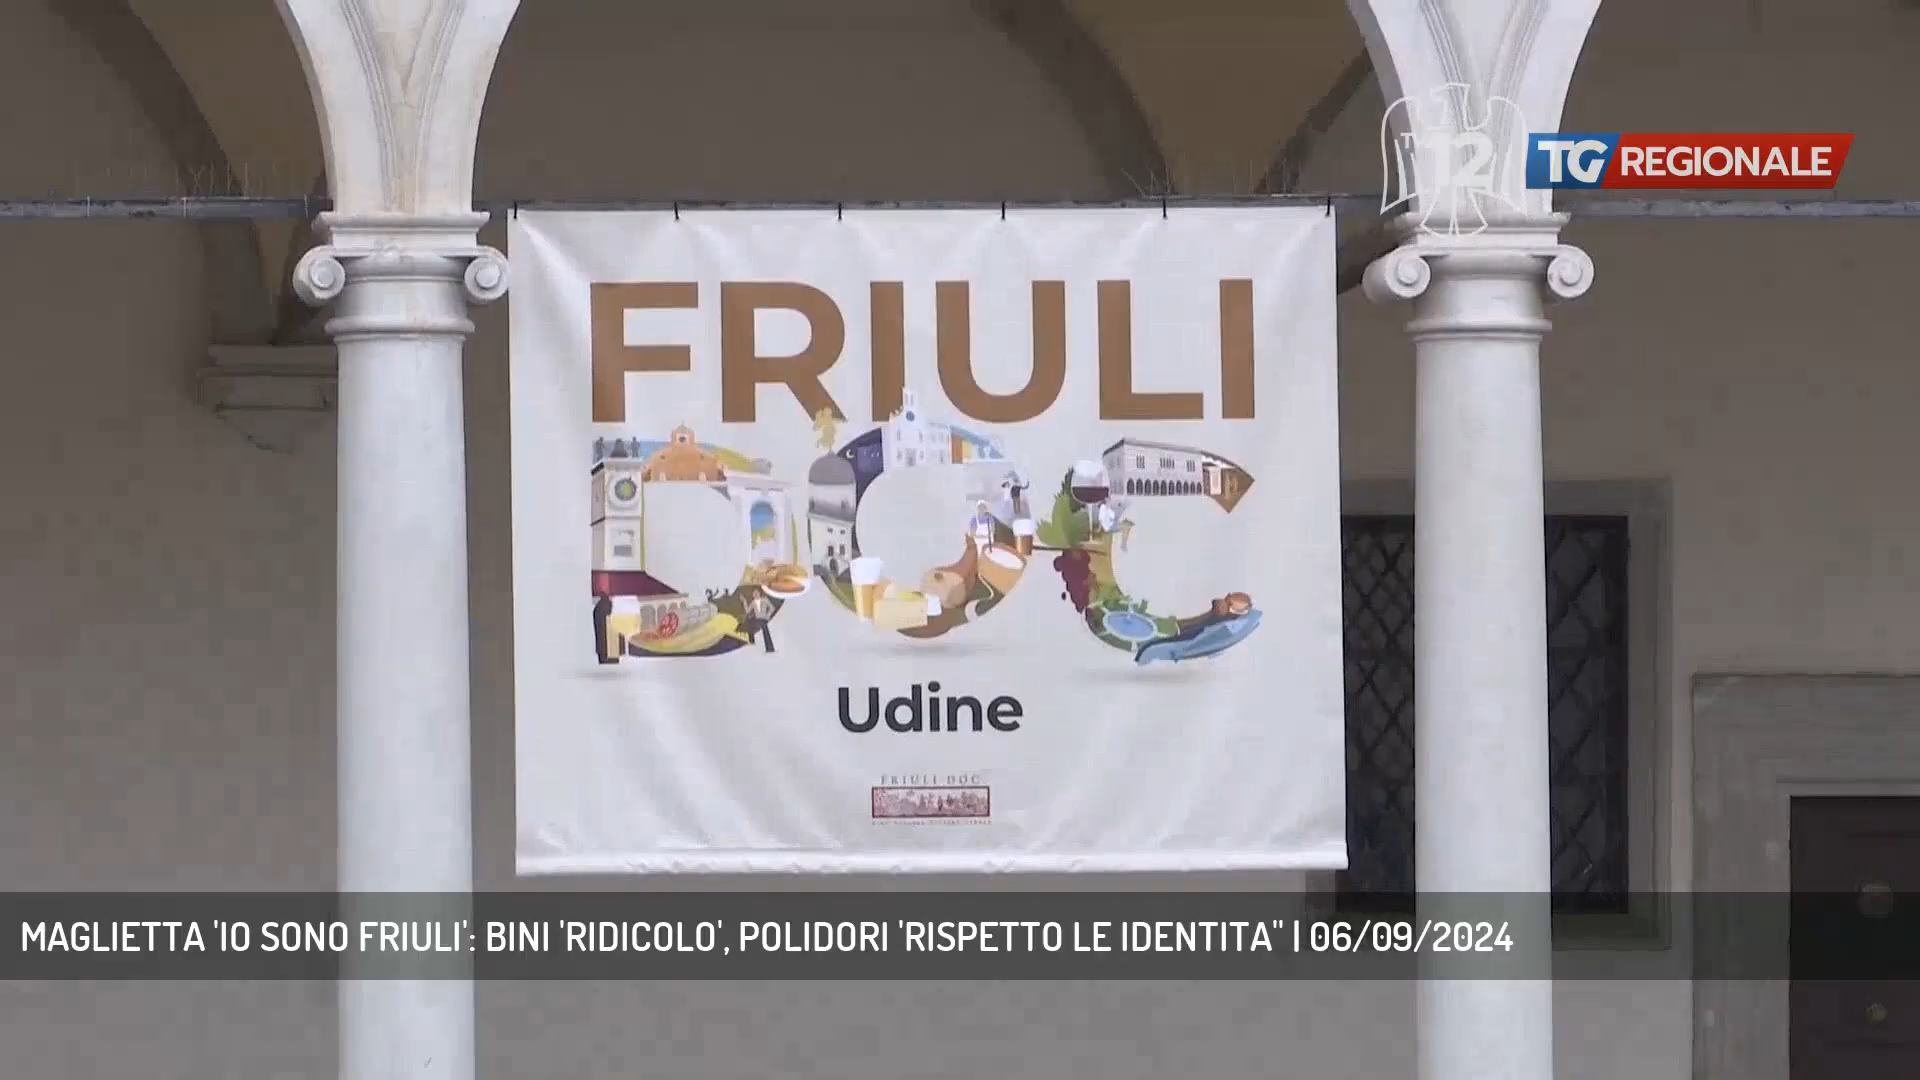 12
TG REGIONALE
FRIULI
DOC
Udine
FRIULI DOC
MAGLIETTA 'IO SONO FRIULI': BINI 'RIDICOLO', POLIDORI 'RISPETTO LE IDENTITA'' | 06/09/2024